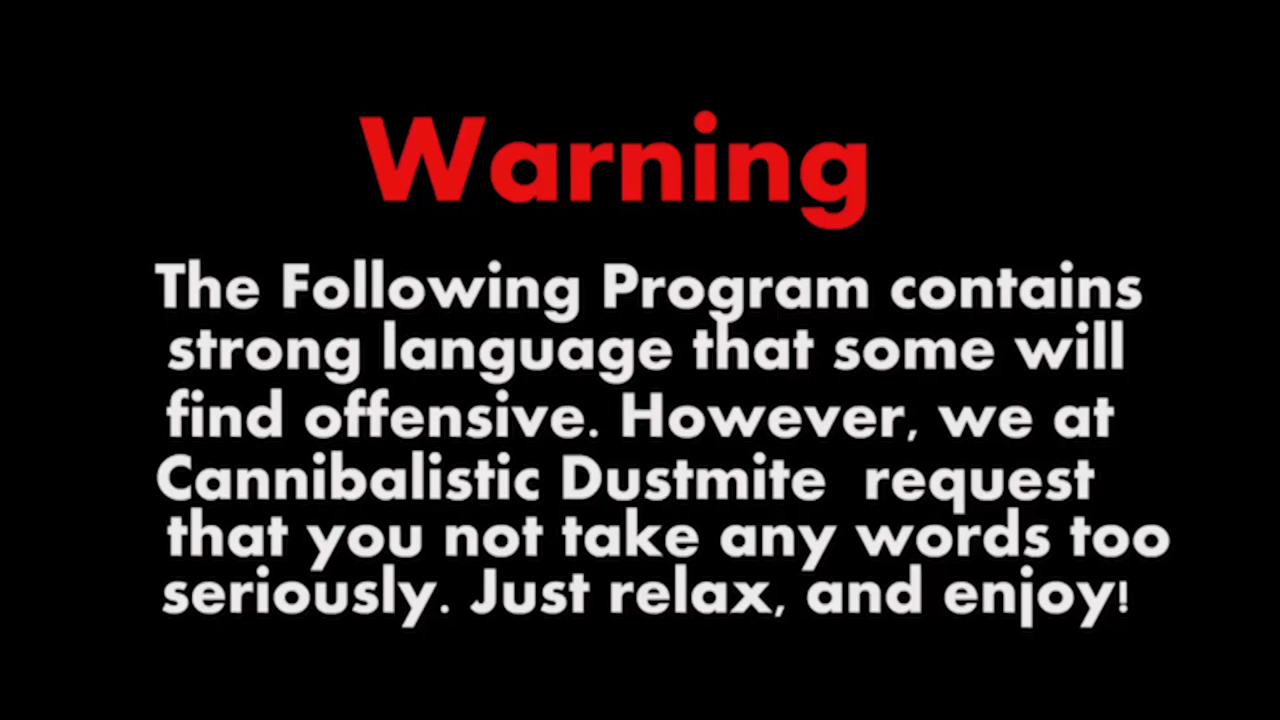 Warning
The Following Program contains
strong language that some will
find offensive. However, we at
Cannibalistic Dustmite  request
that you not take any words too
seriously. Just relax, and enjoy!